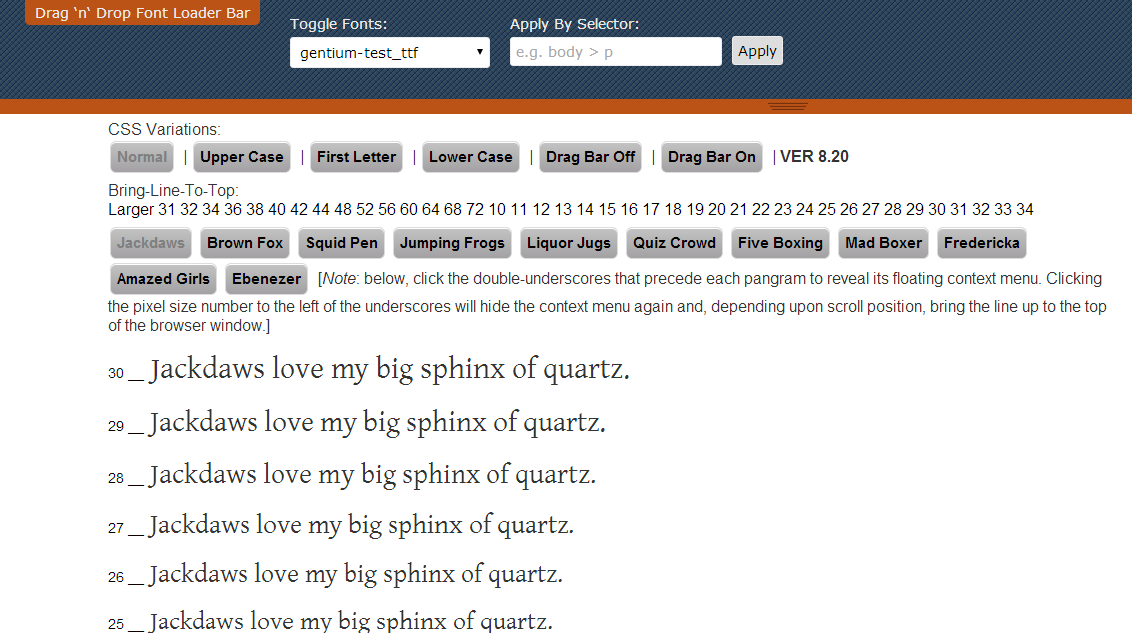 Drag 'n' Drop Font Loader Bar
Toggle Fonts:
Apply By Selector:
gentium-test_ttf
e.g. body > p
Apply
CSS Variations:
Normal | Upper Case | First Letter | Lower Case | Drag Bar Off | Drag Bar On | VER 8.20
Bring-Line-To-Top:
Larger 31 32 34 36 38 40 42 44 48 52 56 60 64 68 72 10 11 12 13 14 15 16 17 18 19 20 21 22 23 24 25 26 27 28 29 30 31 32 33 34
Jackdaws Brown Fox Squid Pen Jumping Frogs Liquor Jugs Quiz Crowd Five Boxing Mad Boxer Fredericka
Amazed Girls Ebenezer [Note: below, click the double-underscores that precede each pangram to reveal its floating context menu. Clicking
the pixel size number to the left of the underscores will hide the context menu again and, depending upon scroll position, bring the line up to the top
of the browser window.]
30 __ Jackdaws love my big sphinx of quartz.
29 __ Jackdaws love my big sphinx of quartz.
28 __ Jackdaws love my big sphinx of quartz.
27 __ Jackdaws love my big sphinx of quartz.
26 __ Jackdaws love my big sphinx of quartz.
25 __ Jackdaws love my big sphinx of quartz.